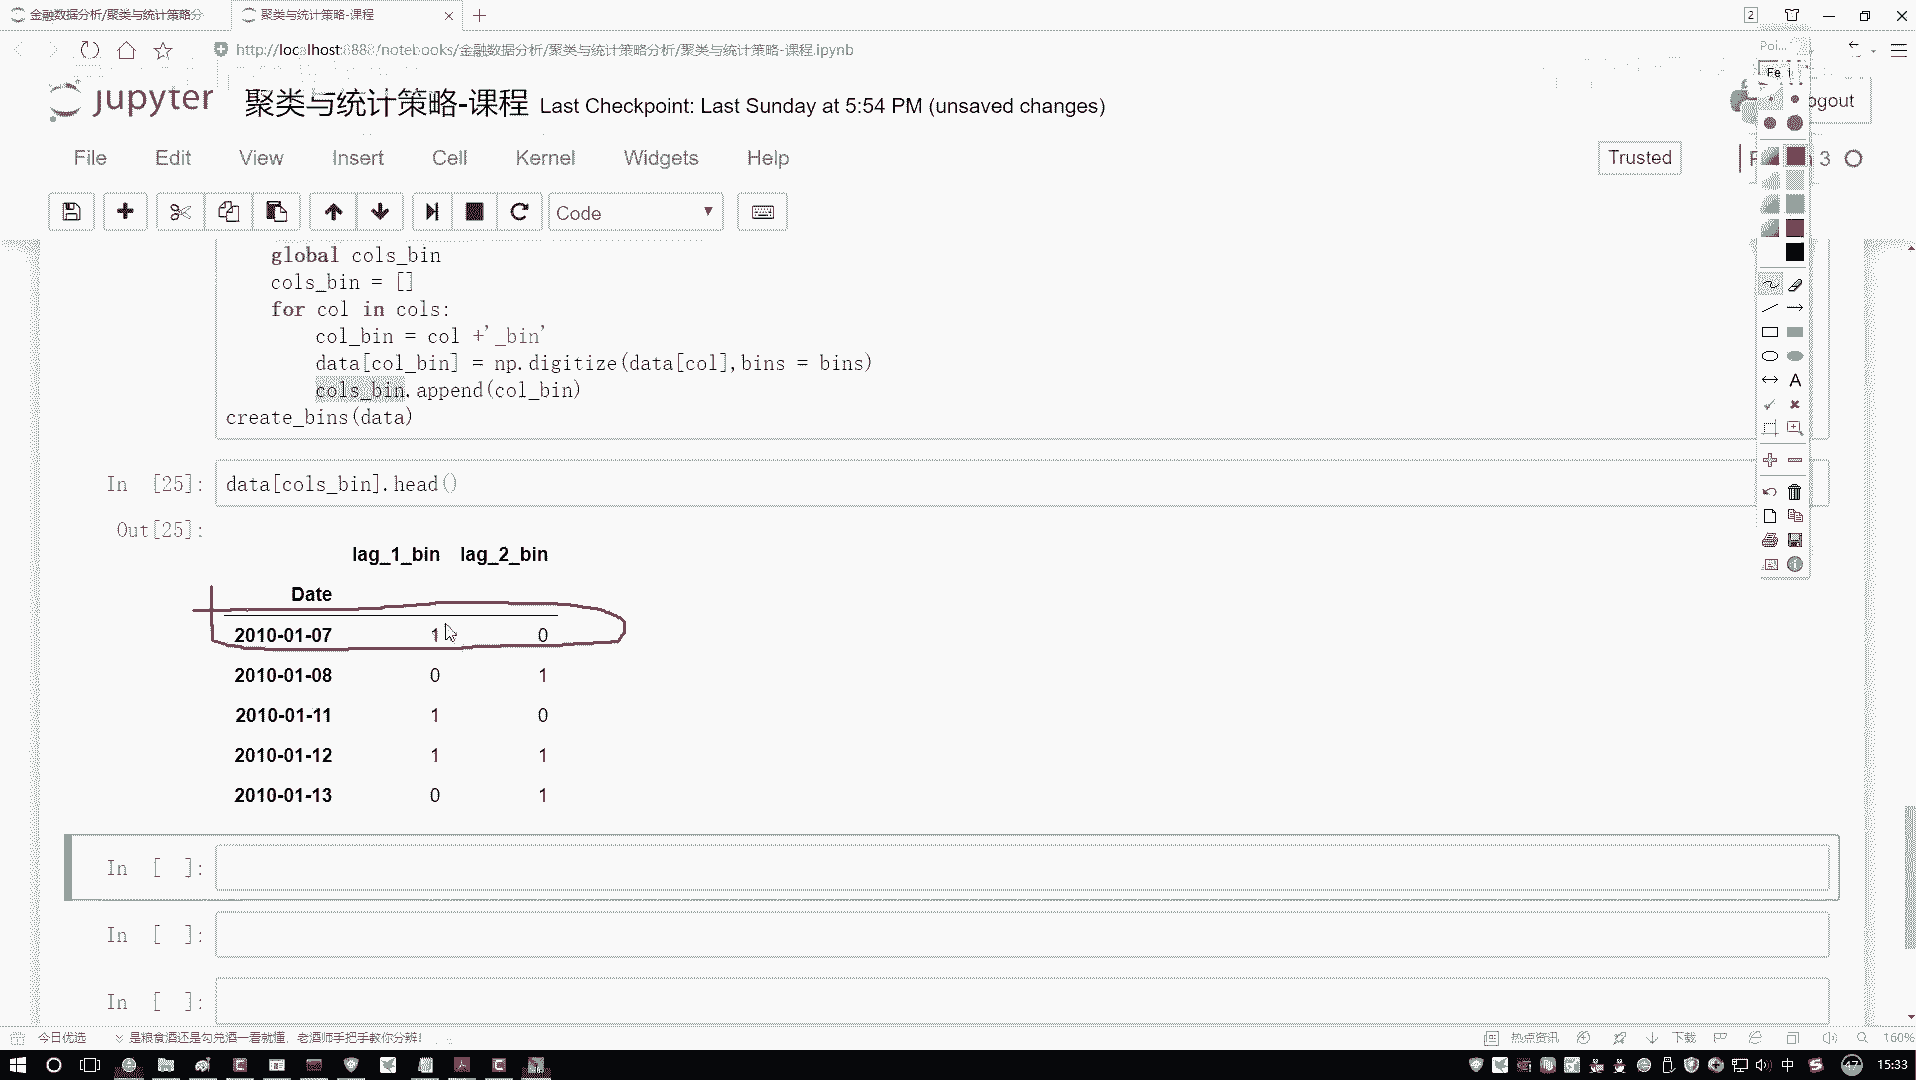 金融数据分析/聚类与统计策略分
聚类与统计策略-课程
2
http://localhost:8888/notebooks/金融数据分析/聚类与统计策略分析/聚类与统计策略-课程.ipynb
Poi...
jupyter 聚类与统计策略-课程 Last Checkpoint: Last Sunday at 5:54 PM (unsaved changes)
ogout
File Edit View Insert Cell Kernel Widgets Help
Trusted
3
Code
global cols_bin
cols_bin = []
for col in cols:
col_bin = col +'_bin'
data[col_bin] = np.digitize(data[col],bins = bins)
cols_bin.append(col_bin)
create_bins(data)
In [25]: data[cols_bin].head()
Out[25]:
lag_1_bin lag_2_bin
Date
2010-01-07 1 0
2010-01-08 0 1
2010-01-11 1 0
2010-01-12 1 1
2010-01-13 0 1
In [ ]:
In [ ]:
In [ ]:
今日优选 是粮食酒还是勾兑酒一看就懂，老酒师手把手教你分辨！
热点资讯 下载 160%
中 47 15:33